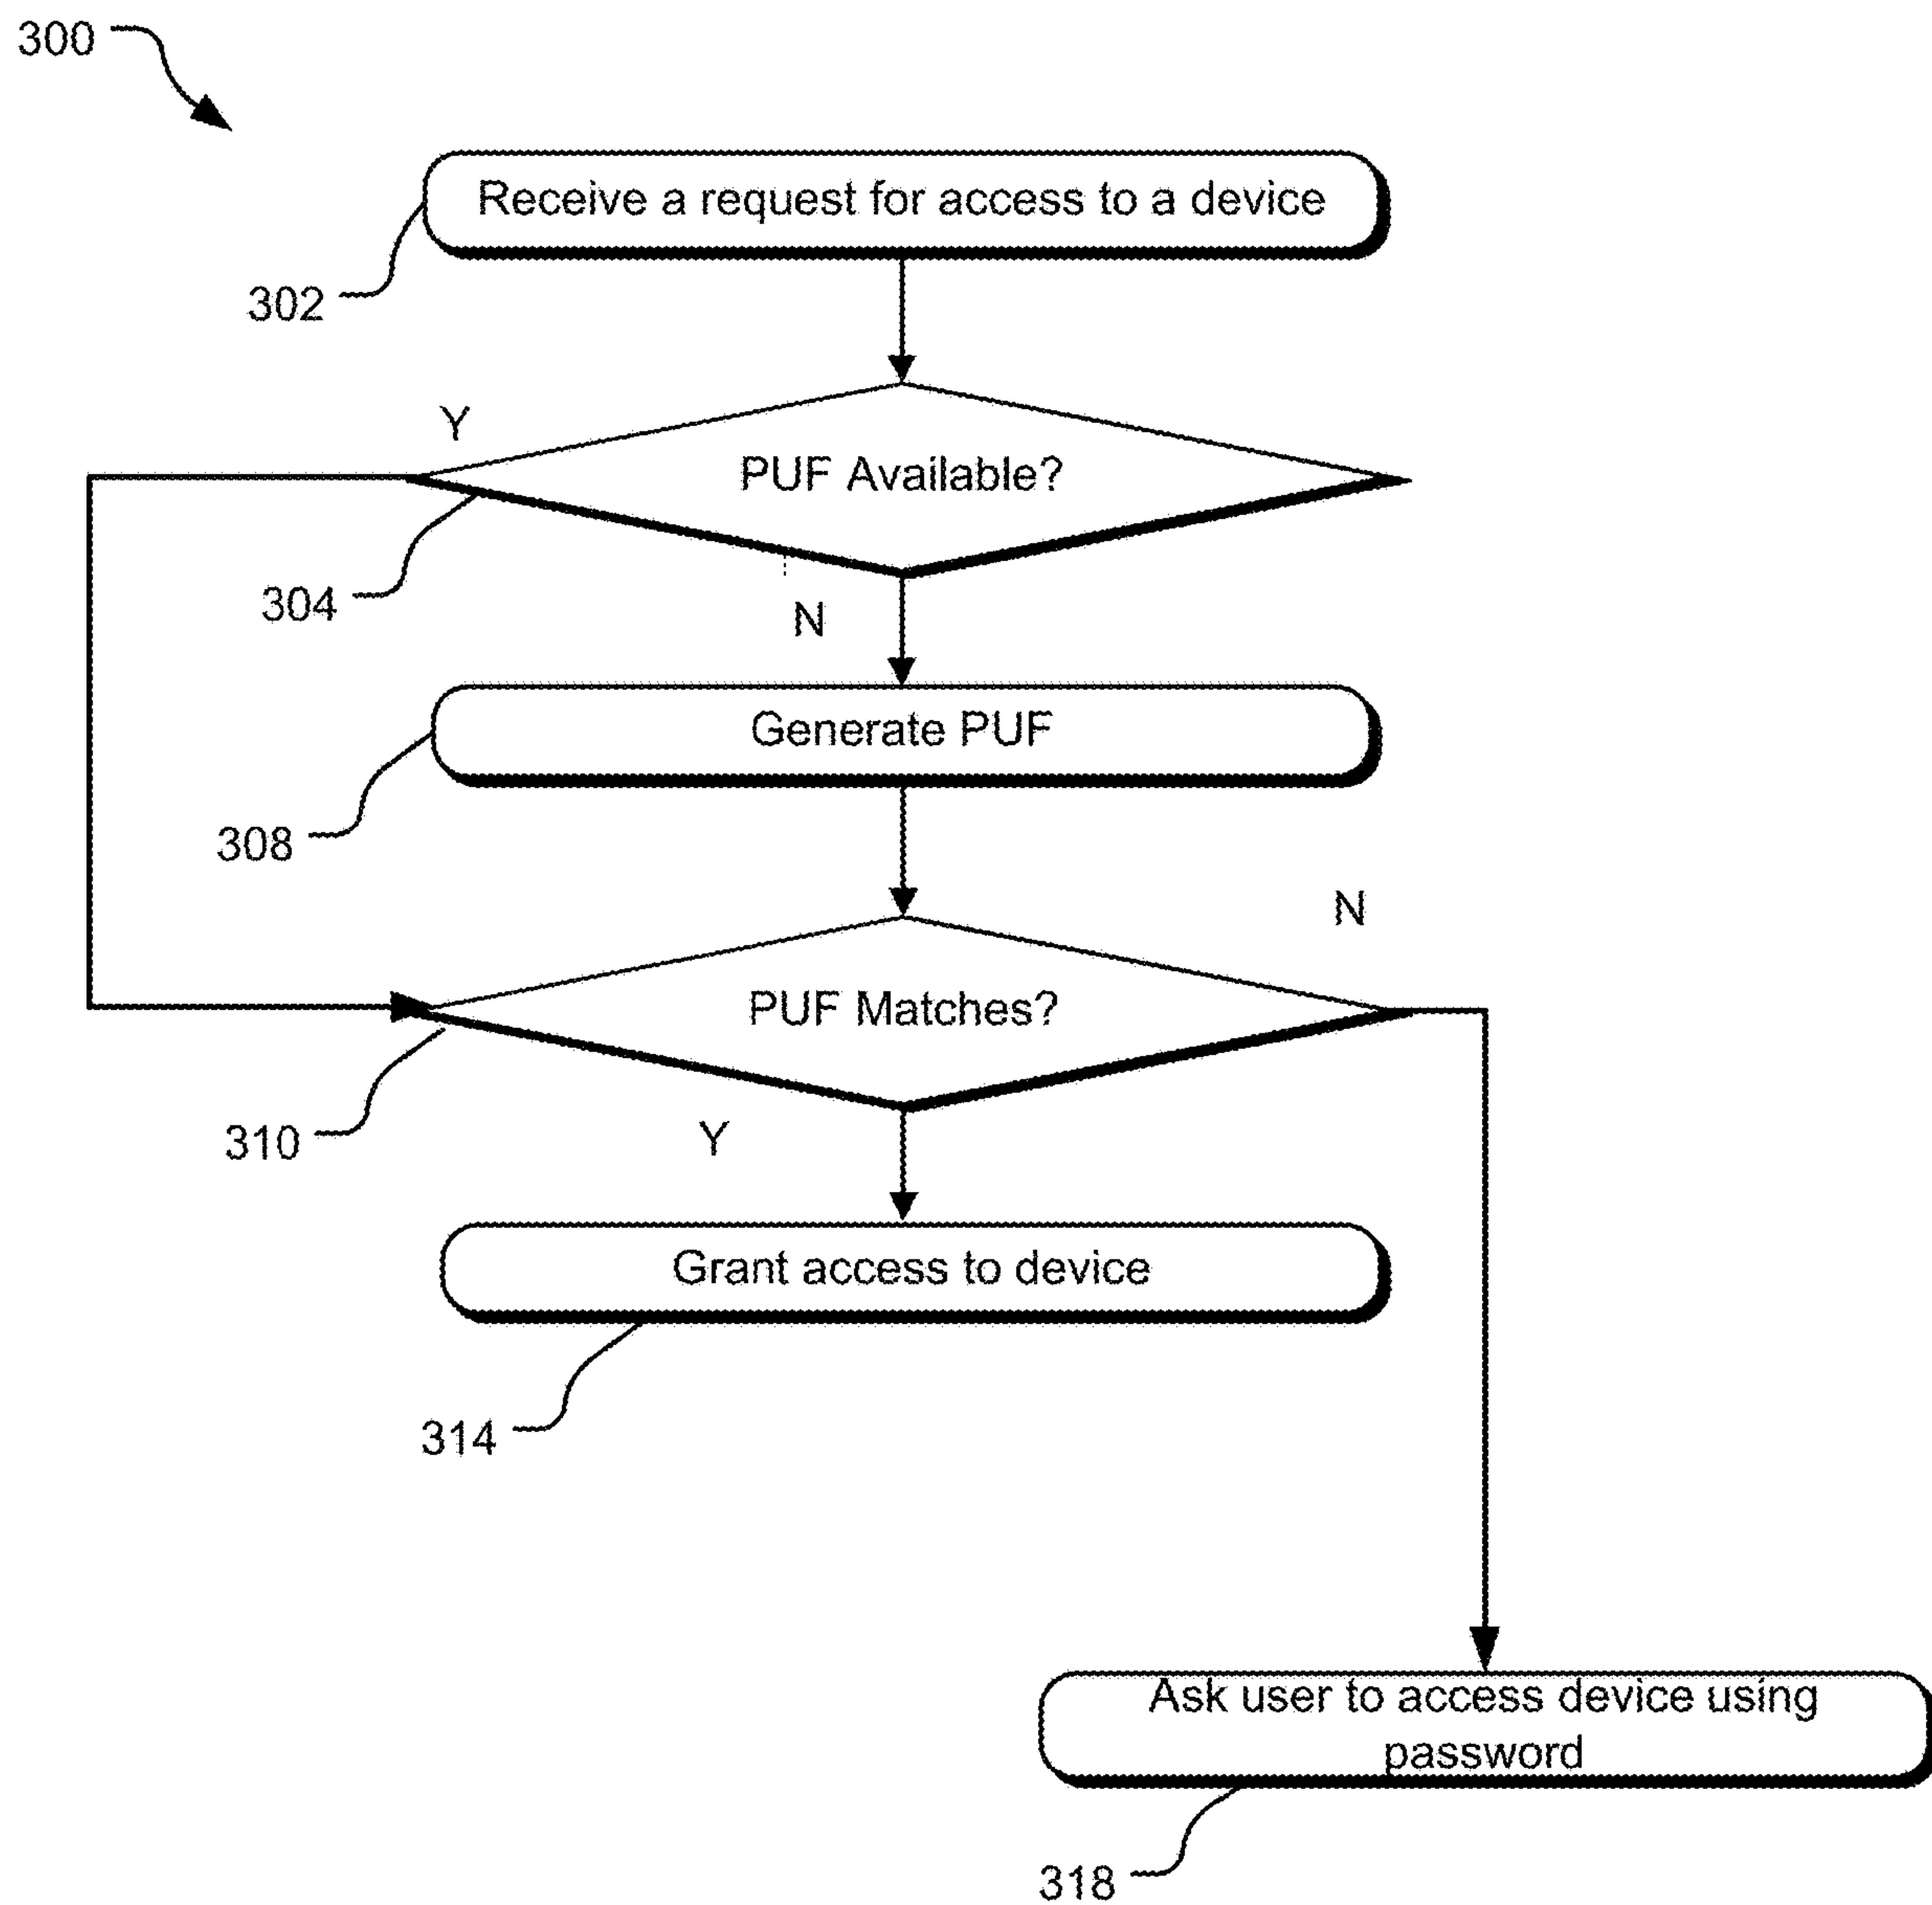 300
Receive a request for access to a device
302
Y
PUF Available?
304
N
Generate PUF
308
N
PUF Matches?
310
Y
Grant access to device
314
Ask user to access device using
password
318